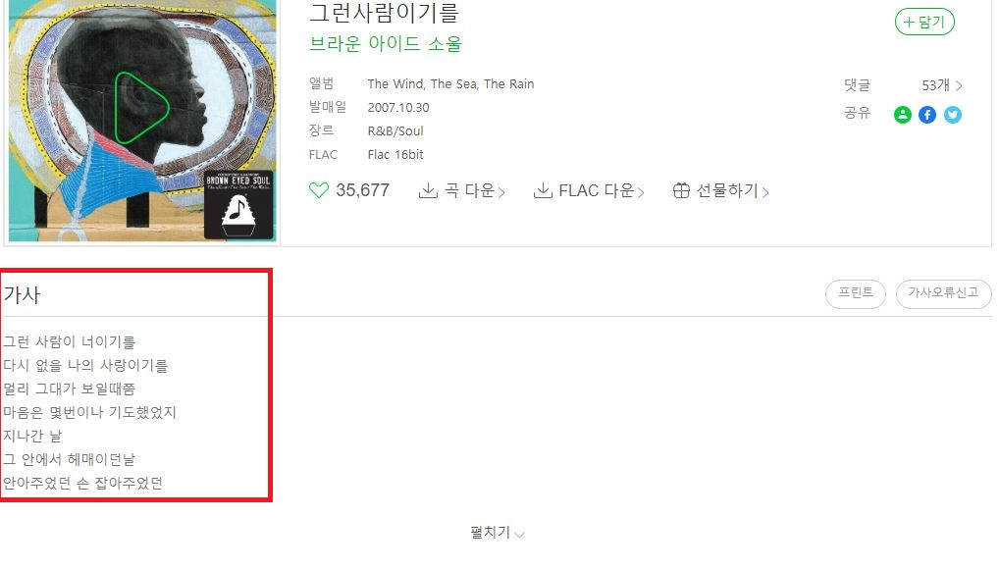 그런사람이기를
+ 담기
브라운 아이드 소울
앨범 The Wind, The Sea, The Rain
댓글 53개 >
발매일 2007.10.30
공유
장르 R&B/Soul
FLAC Flac 16bit
BROWN EYED SOUL
The Wind, The Sea, The Rain
35,677 곡 다운 > FLAC 다운 > 선물하기 >
가사
프린트 가사오류신고
그런 사람이 너이기를
다시 없을 나의 사랑이기를
멀리 그대가 보일때쯤
마음은 몇번이나 기도했었지
지나간 날
그 안에서 헤매이던날
안아주었던 손 잡아주었던
펼치기